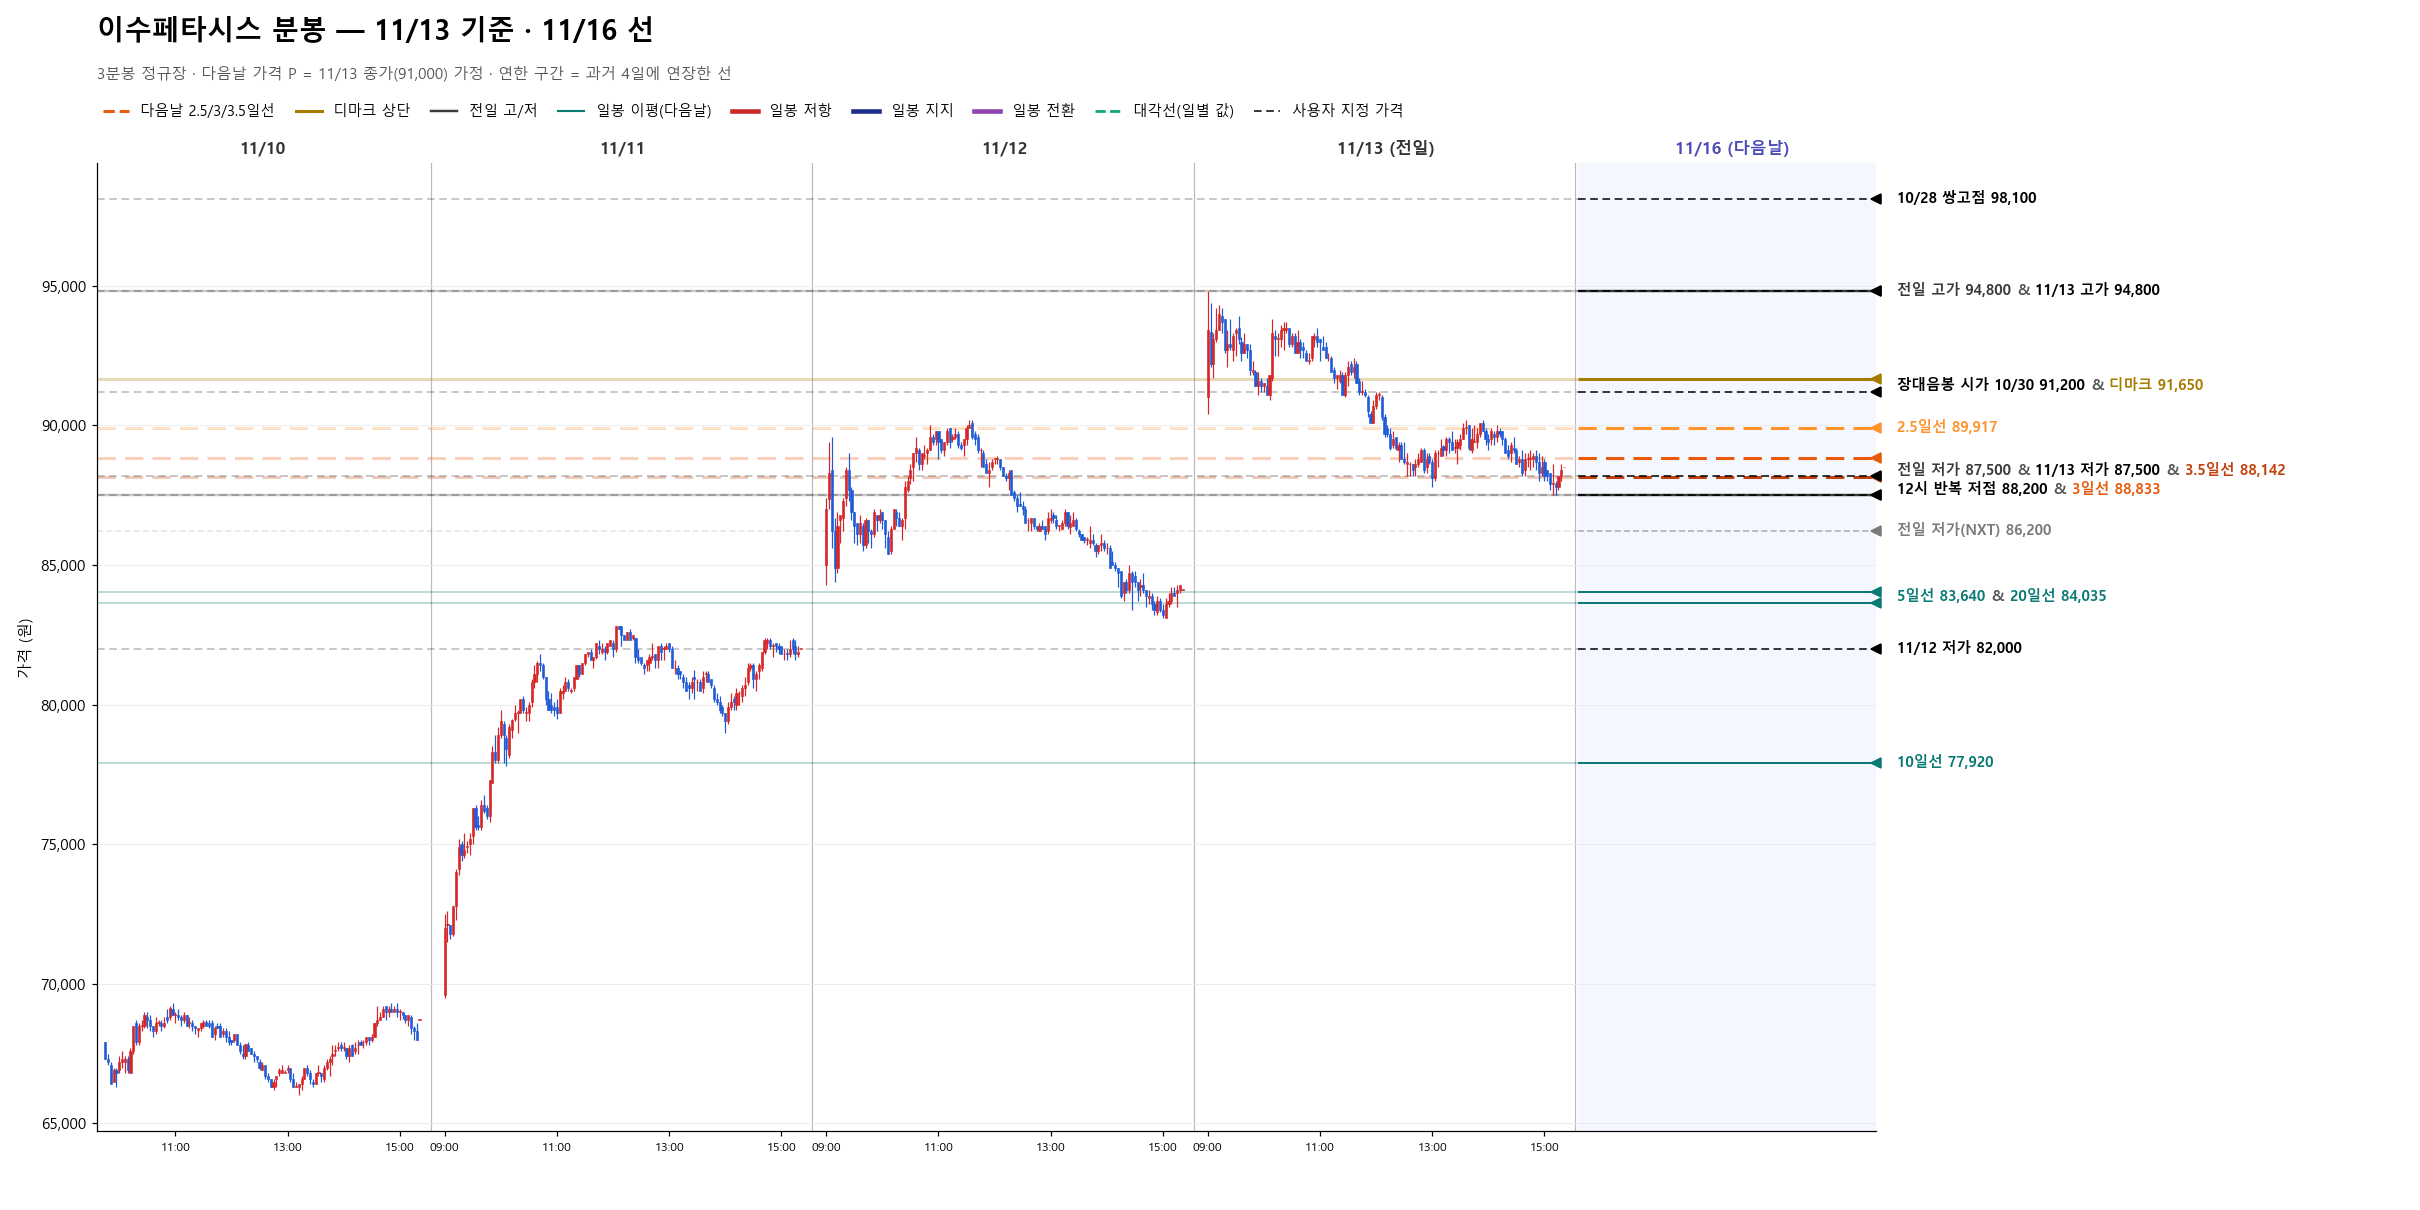 이수페타시스 분봉 — 11/13 기준 · 11/16 선
3분봉 정규장 · 다음날 가격 P = 11/13 종가(91,000) 가정 · 연한 구간 = 과거 4일에 연장한 선
다음날 2.5/3/3.5일선 디마크 상단 전일 고/저 일봉 이평(다음날) 일봉 저항 일봉 지지 일봉 전환 대각선(일별 값) 사용자 지정 가격
11/10 11/11 11/12 11/13 (전일) 11/16 (다음날)
10/28 쌍고점 98,100
95,000
전일 고가 94,800 & 11/13 고가 94,800
장대음봉 시가 10/30 91,200 & 디마크 91,650
90,000
2.5일선 89,917
전일 저가 87,500 & 11/13 저가 87,500 & 3.5일선 88,142
12시 반복 저점 88,200 & 3일선 88,833
전일 저가(NXT) 86,200
85,000
5일선 83,640 & 20일선 84,035
11/12 저가 82,000
가격 (원)
80,000
10일선 77,920
75,000
70,000
65,000
11:00 13:00 15:00 09:00 11:00 13:00 15:00 09:00 11:00 13:00 15:00 09:00 11:00 13:00 15:00